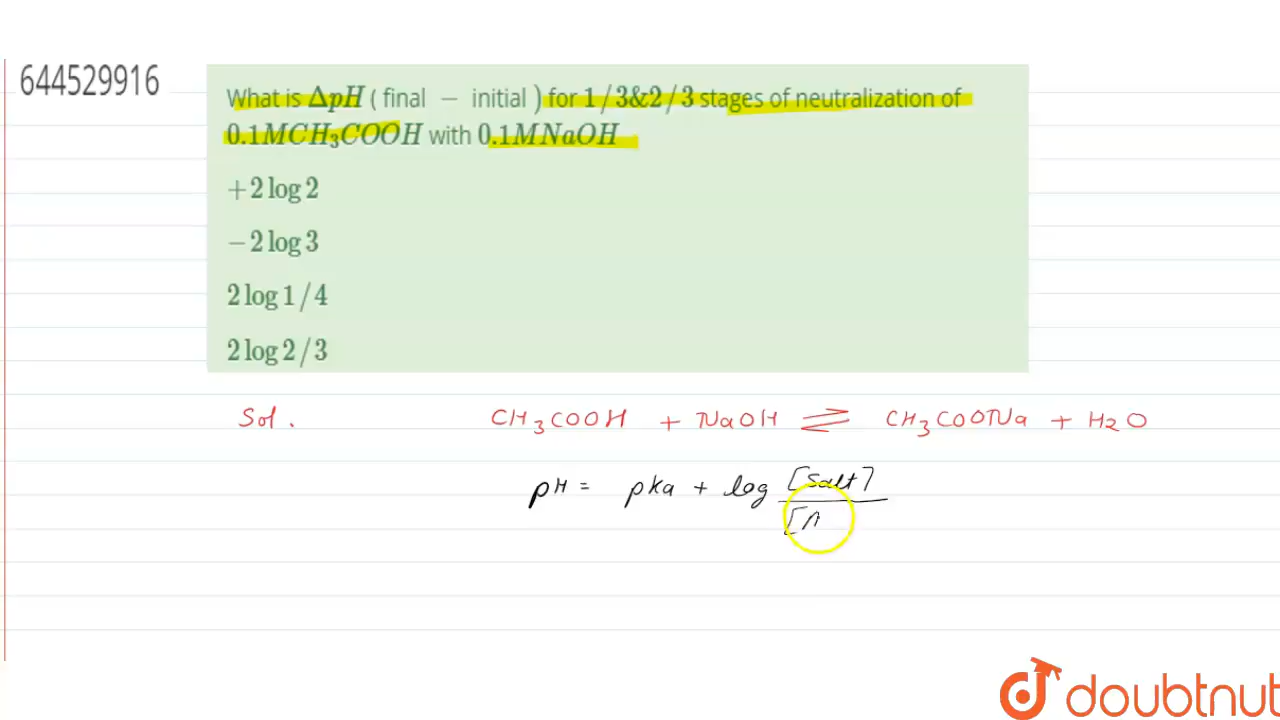 644529916
What is ΔpH ( final − initial ) for 1/3&2/3 stages of neutralization of
0.1MCH₃COOH with 0.1MNaOH
+2 log 2
−2 log 3
2 log 1/4
2 log 2/3
Sol. CH₃COOH + NaOH ⇌ CH₃COONa + H₂O
pH = pKa + log [Salt]
[A
doubtnut